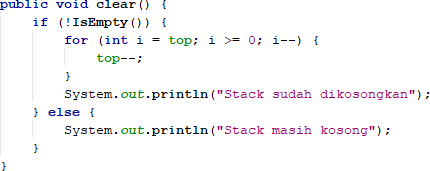 public void clear() {
    if (!IsEmpty()) {
        for (int i = top; i >= 0; i--) {
            top--;
        }
        System.out.println("Stack sudah dikosongkan");
    } else {
        System.out.println("Stack masih kosong");
    }
}